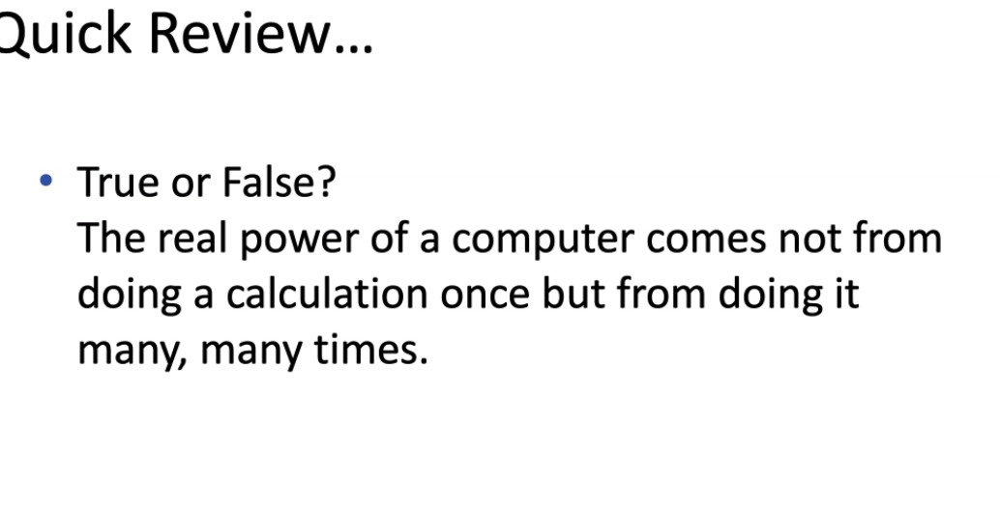 Quick Review...
• True or False?
The real power of a computer comes not from
doing a calculation once but from doing it
many, many times.